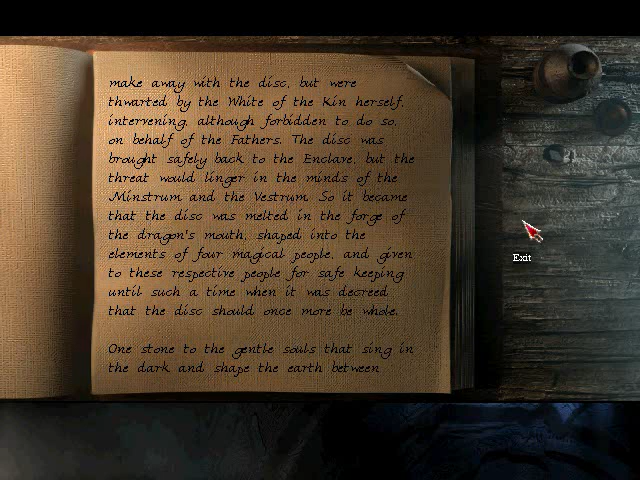 make away with the disc, but were
thwarted by the White of the Kin herself,
intervening, although forbidden to do so,
on behalf of the Fathers. The disc was
brought safely back to the Enclave, but the
threat would linger in the minds of the
Minstrum and the Vestrum. So it became
that the disc was melted in the forge of
the dragon's mouth, shaped into the
elements of four magical people, and given
to these respective people for safe keeping
until such a time when it was decreed
that the disc should once more be whole.
One stone to the gentle souls that sing in
the dark and shape the earth between
Exit